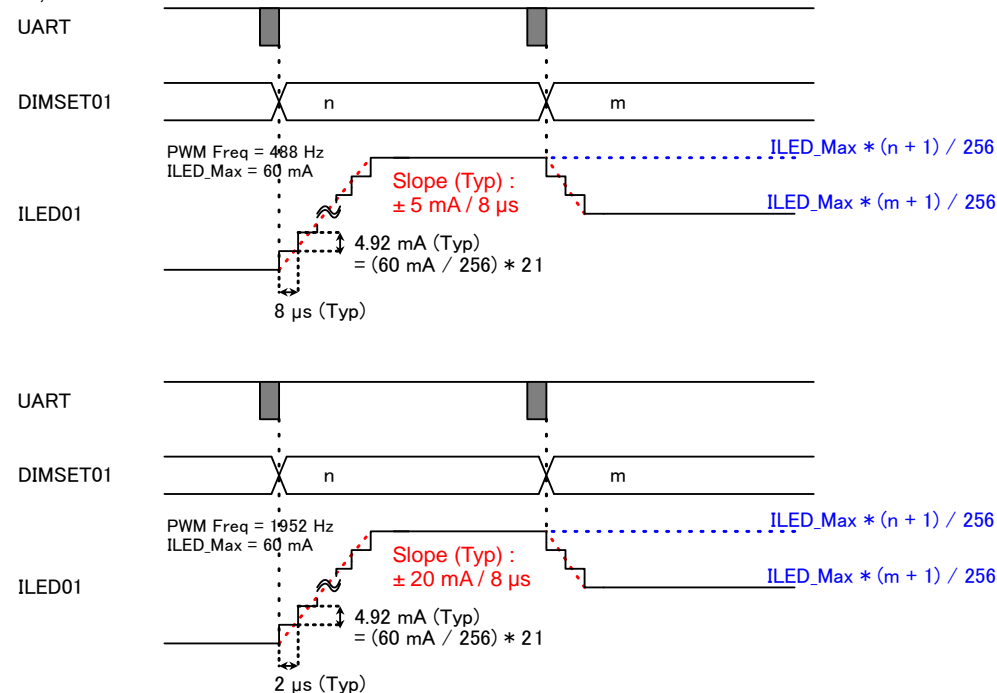 UART
DIMSET01
n
m
PWM Freq = 488 Hz
ILED_Max = 60 mA
ILED_Max * (n + 1) / 256
Slope (Typ) :
± 5 mA / 8 µs
ILED_Max * (m + 1) / 256
ILED01
4.92 mA (Typ)
= (60 mA / 256) * 21
8 µs (Typ)
UART
DIMSET01
n
m
PWM Freq = 1952 Hz
ILED_Max = 60 mA
ILED_Max * (n + 1) / 256
Slope (Typ) :
± 20 mA / 8 µs
ILED_Max * (m + 1) / 256
ILED01
4.92 mA (Typ)
= (60 mA / 256) * 21
2 µs (Typ)